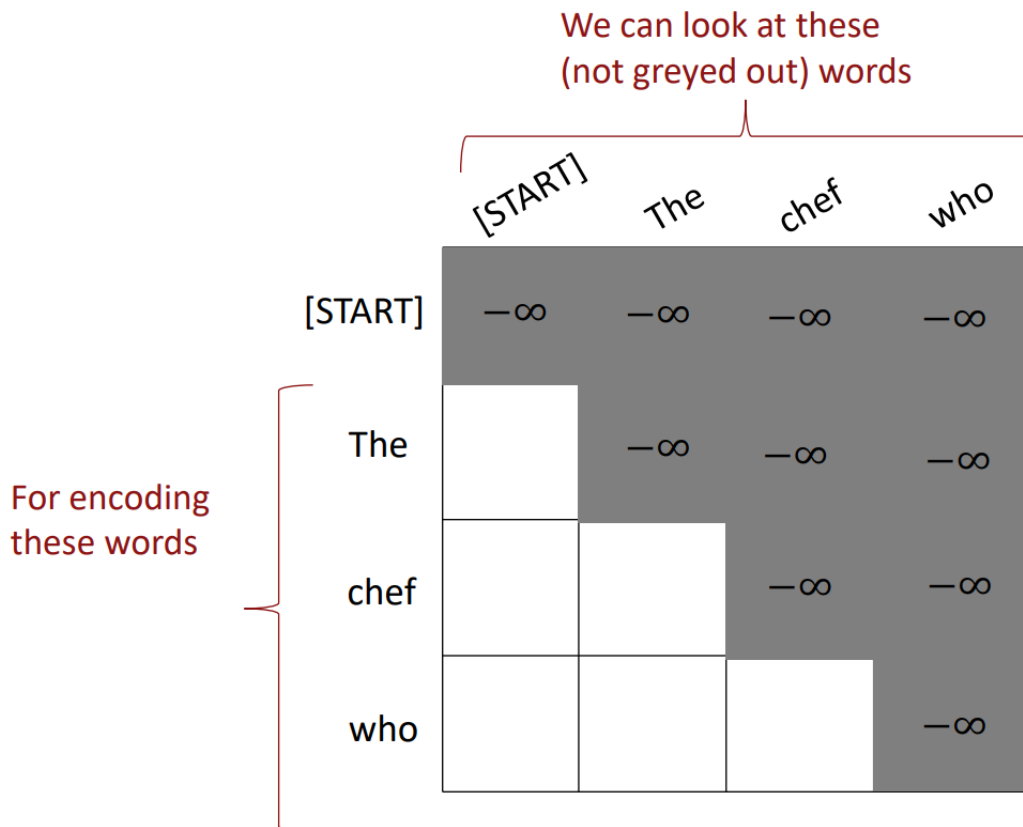 We can look at these
(not greyed out) words
[START] The chef who
[START] −∞ −∞ −∞ −∞
The −∞ −∞ −∞
For encoding
these words
chef −∞ −∞
who −∞